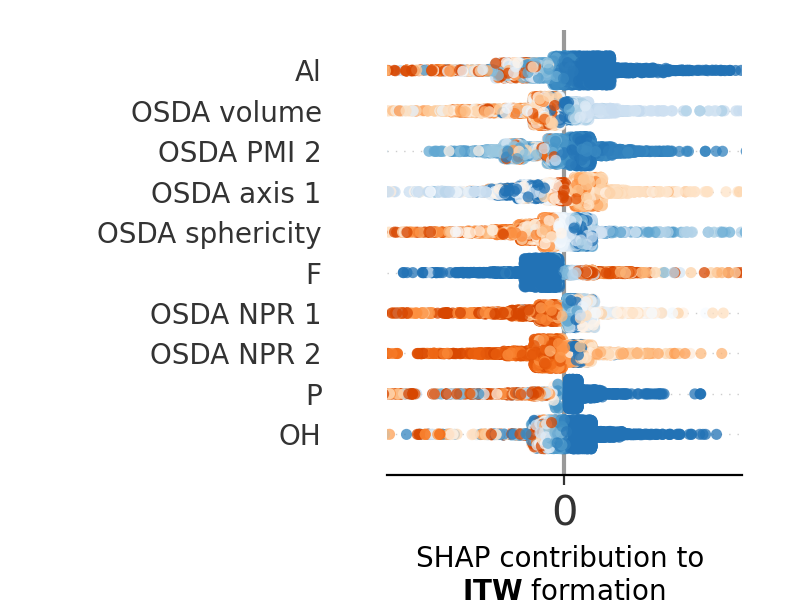 Al
OSDA volume
OSDA PMI 2
OSDA axis 1
OSDA sphericity
F
OSDA NPR 1
OSDA NPR 2
P
OH
0
SHAP contribution to
ITW formation